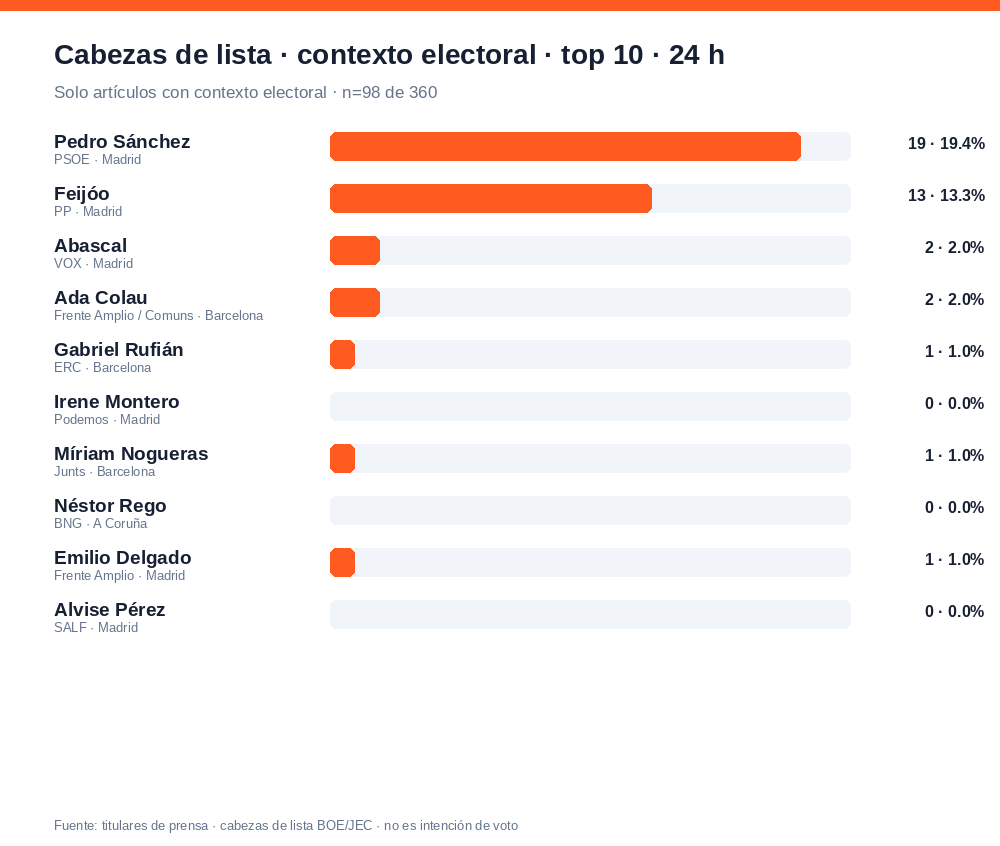 Cabezas de lista · contexto electoral · top 10 · 24 h
Solo artículos con contexto electoral · n=98 de 360
Pedro Sánchez
PSOE · Madrid
19 · 19.4%
Feijóo
PP · Madrid
13 · 13.3%
Abascal
VOX · Madrid
2 · 2.0%
Ada Colau
Frente Amplio / Comuns · Barcelona
2 · 2.0%
Gabriel Rufián
ERC · Barcelona
1 · 1.0%
Irene Montero
Podemos · Madrid
0 · 0.0%
Míriam Nogueras
Junts · Barcelona
1 · 1.0%
Néstor Rego
BNG · A Coruña
0 · 0.0%
Emilio Delgado
Frente Amplio · Madrid
1 · 1.0%
Alvise Pérez
SALF · Madrid
0 · 0.0%
Fuente: titulares de prensa · cabezas de lista BOE/JEC · no es intención de voto